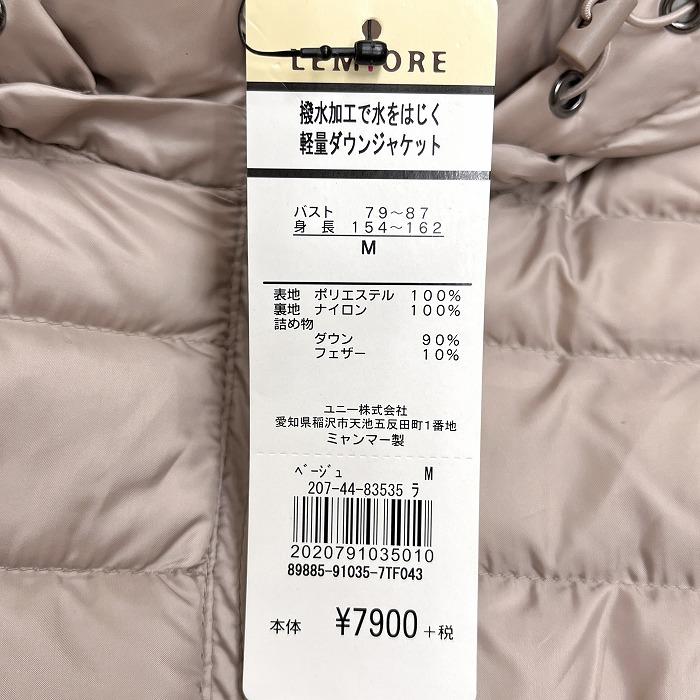 LEMIORE
撥水加工で水をはじく
軽量ダウンジャケット
バスト 79～87
身長 154～162
M
表地 ポリエステル 100%
裏地 ナイロン 100%
詰め物
ダウン 90%
フェザー 10%
ユニー株式会社
愛知県稲沢市天池五反田町1番地
ミャンマー製
ﾍﾞｰｼﾞｭ M
207-44-83535 ラ
2020791035010
89885-91035-7TF043
本体 ¥7900 +税